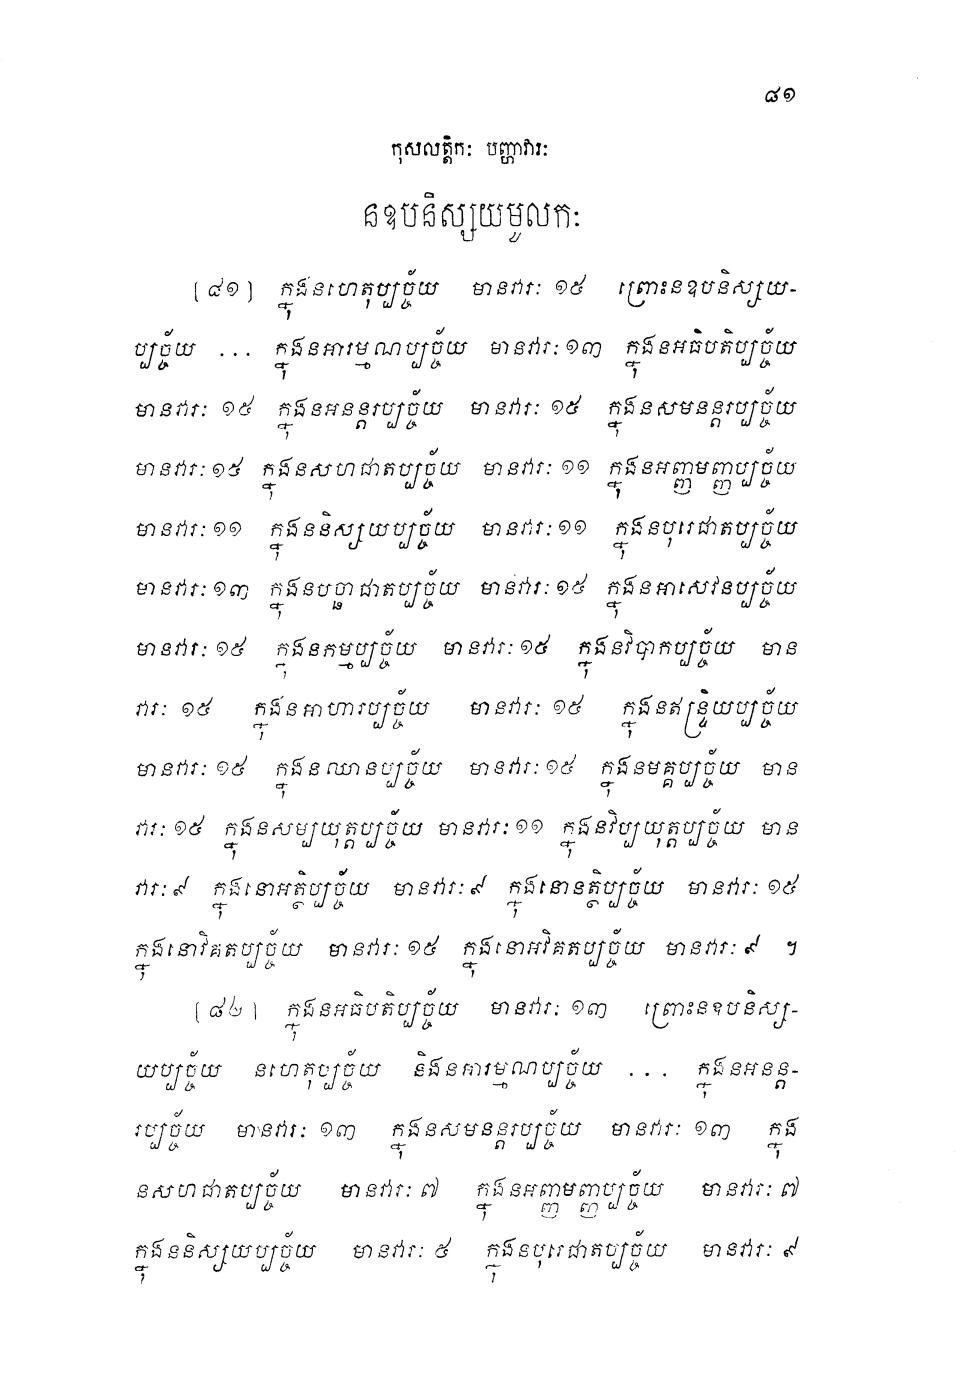 ៨១
កុសលត្តិកៈ បញ្ហាវារៈ
នឧបនិស្សយមូលកៈ
[៨១] ក្នុងនហេតុប្បច្ច័យ មានវារៈ ១៥ ព្រោះនឧបនិស្សយ-
ប្បច្ច័យ ... ក្នុងនអារម្មណប្បច្ច័យ មានវារៈ ១៣ ក្នុងនអធិបតិប្បច្ច័យ
មានវារៈ ១៥ ក្នុងនអនន្តរប្បច្ច័យ មានវារៈ ១៥ ក្នុងនសមនន្តរប្បច្ច័យ
មានវារៈ ១៥ ក្នុងនសហជាតប្បច្ច័យ មានវារៈ ១១ ក្នុងនអញ្ញមញ្ញប្បច្ច័យ
មានវារៈ ១១ ក្នុងននិស្សយប្បច្ច័យ មានវារៈ ១១ ក្នុងនបុរេជាតប្បច្ច័យ
មានវារៈ ១៣ ក្នុងនបច្ឆាជាតប្បច្ច័យ មានវារៈ ១៥ ក្នុងនអាសេវនប្បច្ច័យ
មានវារៈ ១៥ ក្នុងនកម្មប្បច្ច័យ មានវារៈ ១៥ ក្នុងនវិបាកប្បច្ច័យ មាន
វារៈ ១៥ ក្នុងនអាហារប្បច្ច័យ មានវារៈ ១៥ ក្នុងនឥន្ទ្រិយប្បច្ច័យ
មានវារៈ ១៥ ក្នុងនឈានប្បច្ច័យ មានវារៈ ១៥ ក្នុងនមគ្គប្បច្ច័យ មាន
វារៈ ១៥ ក្នុងនសម្បយុត្តប្បច្ច័យ មានវារៈ ១១ ក្នុងនវិប្បយុត្តប្បច្ច័យ មាន
វារៈ ៩ ក្នុងនោអត្ថិប្បច្ច័យ មានវារៈ ៩ ក្នុងនោនត្ថិប្បច្ច័យ មានវារៈ ១៥
ក្នុងនោវិគតប្បច្ច័យ មានវារៈ ១៥ ក្នុងនោអវិគតប្បច្ច័យ មានវារៈ ៩ ។
[៨២] ក្នុងនអធិបតិប្បច្ច័យ មានវារៈ ១៣ ព្រោះនឧបនិស្ស-
យប្បច្ច័យ នហេតុប្បច្ច័យ និងនអារម្មណប្បច្ច័យ ... ក្នុងនអនន្ត-
រប្បច្ច័យ មានវារៈ ១៣ ក្នុងនសមនន្តរប្បច្ច័យ មានវារៈ ១៣ ក្នុង
នសហជាតប្បច្ច័យ មានវារៈ ៧ ក្នុងនអញ្ញមញ្ញប្បច្ច័យ មានវារៈ ៧
ក្នុងននិស្សយប្បច្ច័យ មានវារៈ ៥ ក្នុងនបុរេជាតប្បច្ច័យ មានវារៈ ៩